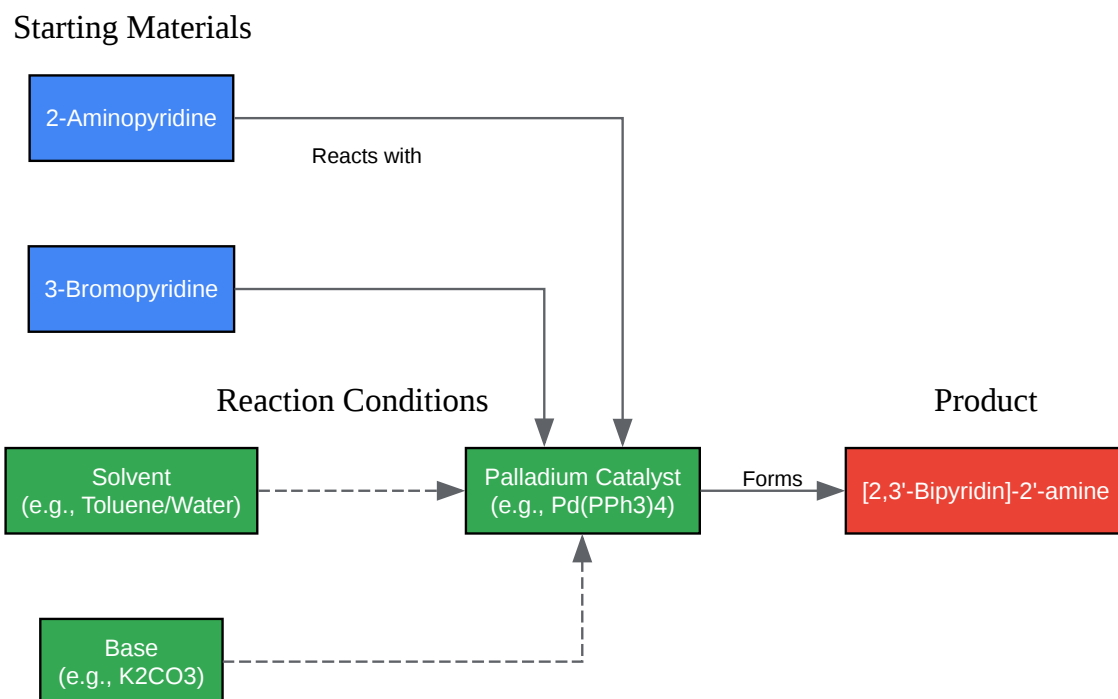 Starting Materials
2-Aminopyridine
Reacts with
3-Bromopyridine
Reaction Conditions
Product
Solvent
(e.g., Toluene/Water)
Palladium Catalyst
(e.g., Pd(PPh3)4)
Forms
[2,3'-Bipyridin]-2'-amine
Base
(e.g., K2CO3)